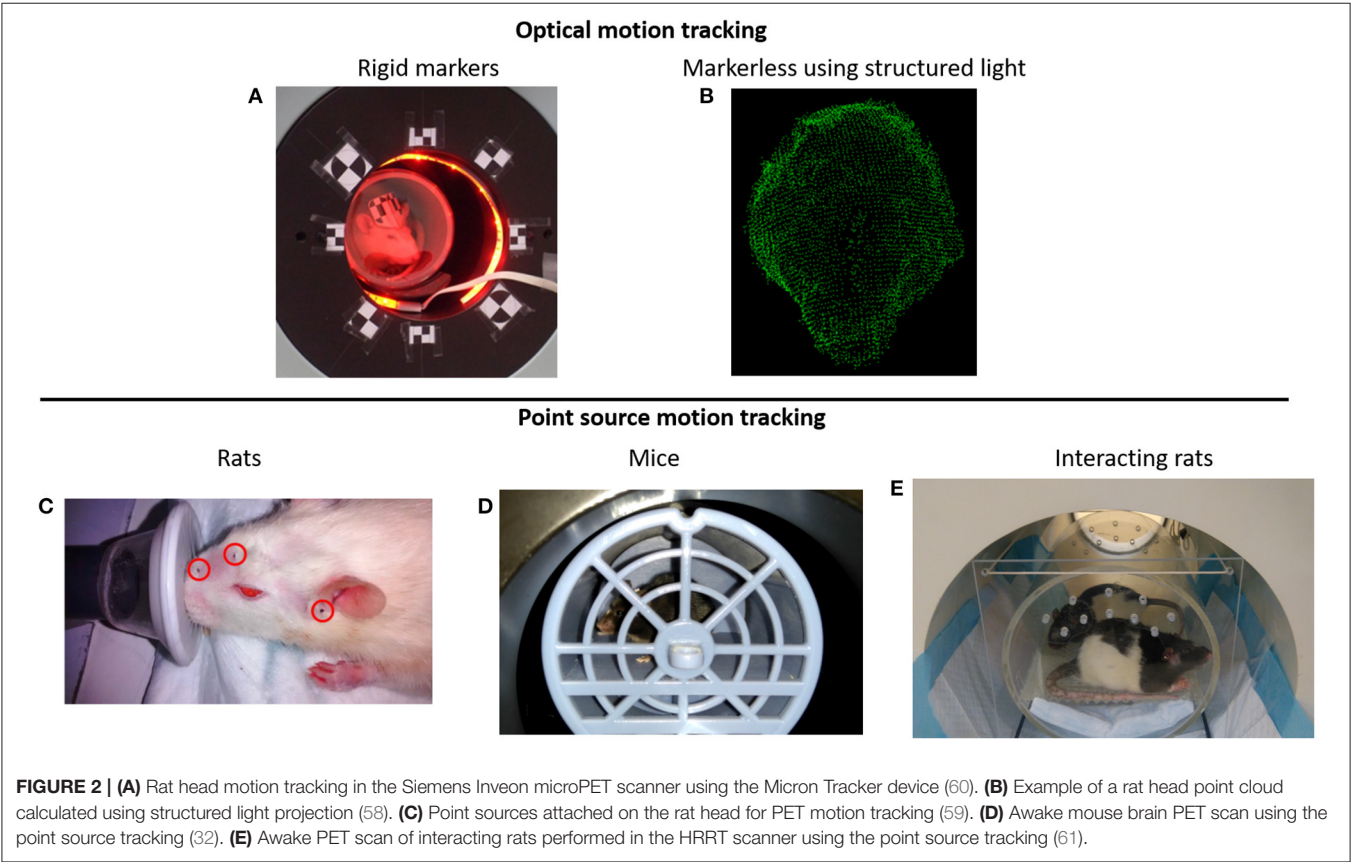 Optical motion tracking
Rigid markers
Markerless using structured light
A
B
Point source motion tracking
Rats
Mice
Interacting rats
C
D
E
FIGURE 2 | (A) Rat head motion tracking in the Siemens Inveon microPET scanner using the Micron Tracker device (60). (B) Example of a rat head point cloud
calculated using structured light projection (58). (C) Point sources attached on the rat head for PET motion tracking (59). (D) Awake mouse brain PET scan using the
point source tracking (32). (E) Awake PET scan of interacting rats performed in the HRRT scanner using the point source tracking (61).